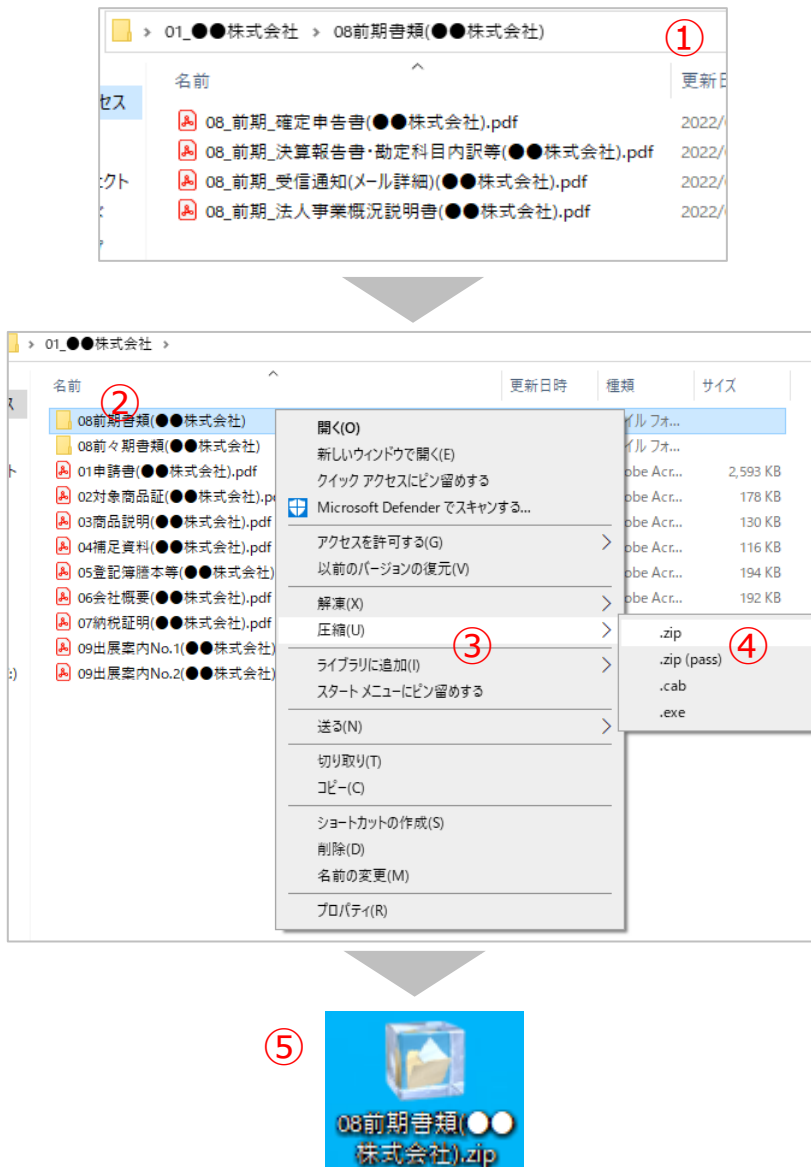 01_●●株式会社 › 08前期書類(●●株式会社)
①
名前
08_前期_確定申告書(●●株式会社).pdf
2022/
08_前期_決算報告書・勘定科目内訳等(●●株式会社).pdf
2022/
08_前期_受信通知(メール詳細)(●●株式会社).pdf
2022/
08_前期_法人事業概況説明書(●●株式会社).pdf
2022/
01_●●株式会社 ›
名前 更新日時 種類 サイズ
②
08前期書類(●●株式会社)
08前々期書類(●●株式会社)
01申請書(●●株式会社).pdf
2,593 KB
02対象商品証(●●株式会社)
178 KB
03商品説明(●●株式会社).pdf
130 KB
04補足資料(●●株式会社).pdf
116 KB
05登記簿謄本等(●●株式会社)
194 KB
06会社概要(●●株式会社).pdf
192 KB
07納税証明(●●株式会社).pdf
09出展案内No.1(●●株式会社)
09出展案内No.2(●●株式会社)
開く(O)
新しいウィンドウで開く(E)
クイック アクセスにピン留めする
Microsoft Defender でスキャンする...
アクセスを許可する(G)
以前のバージョンの復元(V)
解凍(X)
圧縮(U)
③
ライブラリに追加(I)
スタート メニューにピン留めする
送る(N)
切り取り(T)
コピー(C)
ショートカットの作成(S)
削除(D)
名前の変更(M)
プロパティ(R)
.zip
④
.zip (pass)
.cab
.exe
⑤
08前期書類(●●
株式会社).zip